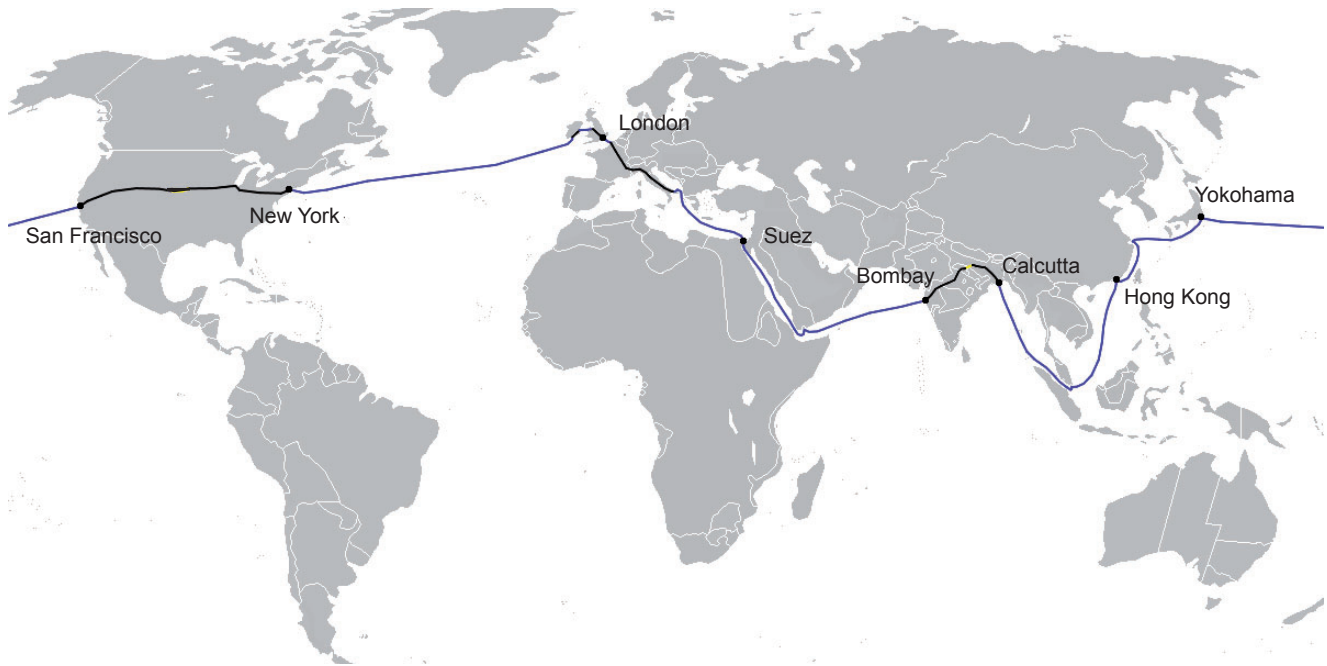 London
Yokohama
New York
San Francisco
Suez
Bombay
Calcutta
Hong Kong